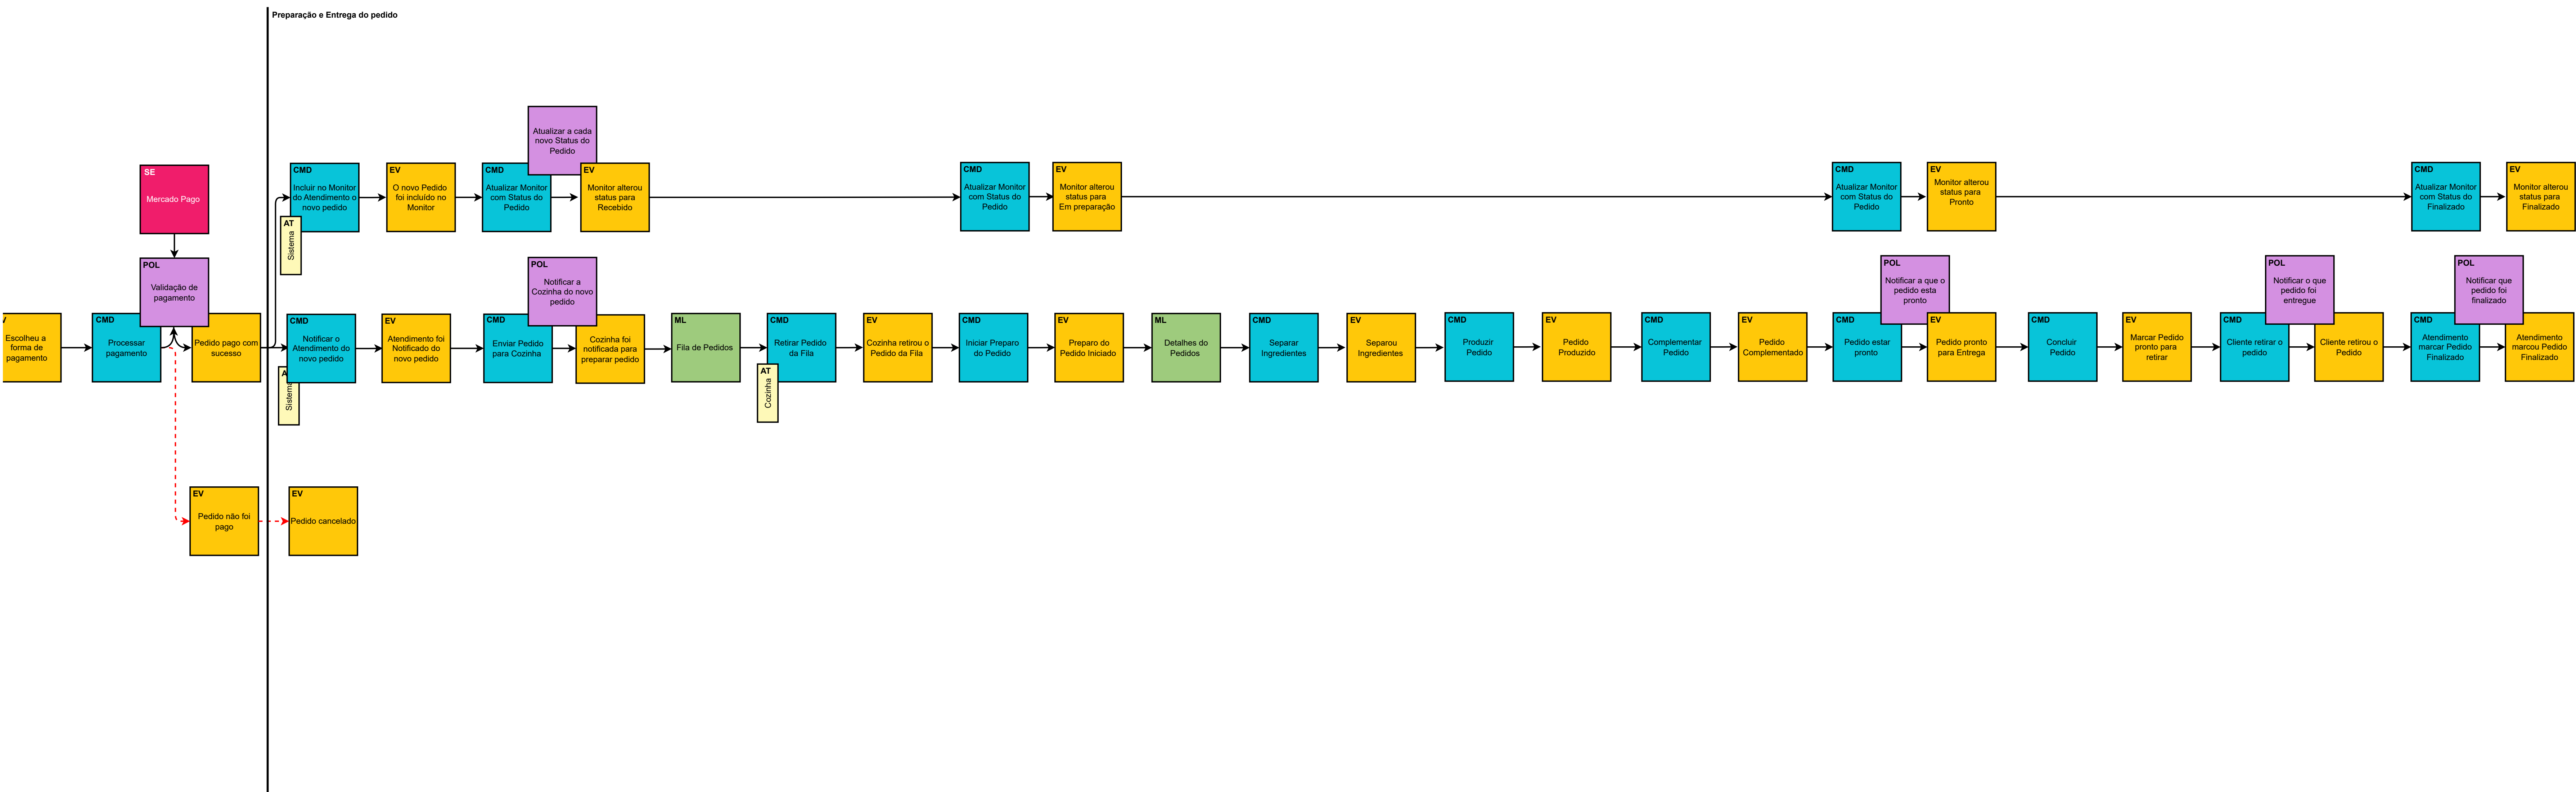 Preparação e Entrega do pedido
Atualizar a cada
novo Status do
Pedido
SE
Mercado Pago
CMD
Incluir no Monitor
do Atendimento o
novo pedido
AT
Sistema
EV
O novo Pedido
foi incluído no
Monitor
CMD
Atualizar Monitor
com Status do
Pedido
EV
Monitor alterou
status para
Recebido
CMD
Atualizar Monitor
com Status do
Pedido
EV
Monitor alterou
status para
Em preparação
CMD
Atualizar Monitor
com Status do
Pedido
EV
Monitor alterou
status para
Pronto
CMD
Atualizar Monitor
com Status do
Finalizado
EV
Monitor alterou
status para
Finalizado
POL
Validação de
pagamento
POL
Notificar a
Cozinha do novo
pedido
POL
Notificar a que o
pedido esta
pronto
POL
Notificar o que
pedido foi
entregue
POL
Notificar que
pedido foi
finalizado
Escolheu a
forma de
pagamento
CMD
Processar
pagamento
Pedido pago com
sucesso
CMD
Notificar o
Atendimento do
novo pedido
Sistema
EV
Atendimento foi
Notificado do
novo pedido
CMD
Enviar Pedido
para Cozinha
Cozinha foi
notificada para
preparar pedido
ML
Fila de Pedidos
CMD
Retirar Pedido
da Fila
AT
Cozinha
EV
Cozinha retirou o
Pedido da Fila
CMD
Iniciar Preparo
do Pedido
EV
Preparo do
Pedido Iniciado
ML
Detalhes do
Pedidos
CMD
Separar
Ingredientes
EV
Separou
Ingredientes
CMD
Produzir
Pedido
EV
Pedido
Produzido
CMD
Complementar
Pedido
EV
Pedido
Complementado
CMD
Pedido estar
pronto
EV
Pedido pronto
para Entrega
CMD
Concluir
Pedido
EV
Marcar Pedido
pronto para
retirar
CMD
Cliente retirar o
pedido
EV
Cliente retirou o
Pedido
CMD
Atendimento
marcar Pedido
Finalizado
EV
Atendimento
marcou Pedido
Finalizado
EV
Pedido não foi
pago
EV
Pedido cancelado